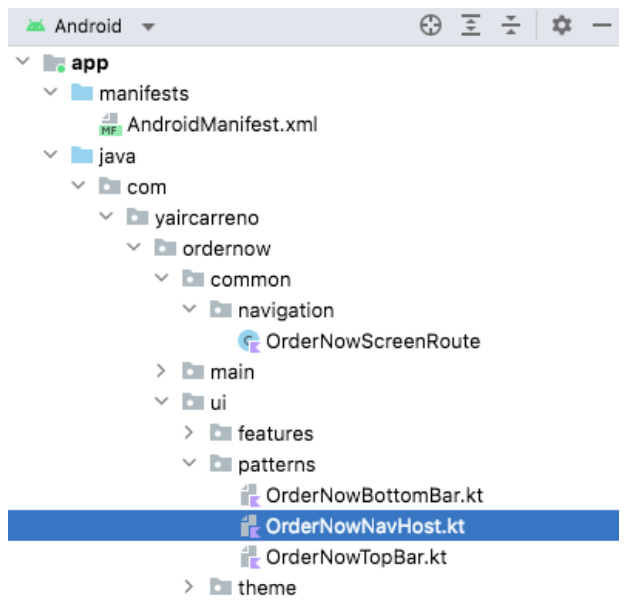 Android
app
manifests
MF AndroidManifest.xml
java
com
yaircarreno
ordernow
common
navigation
C OrderNowScreenRoute
main
ui
features
patterns
OrderNowBottomBar.kt
OrderNowNavHost.kt
OrderNowTopBar.kt
theme